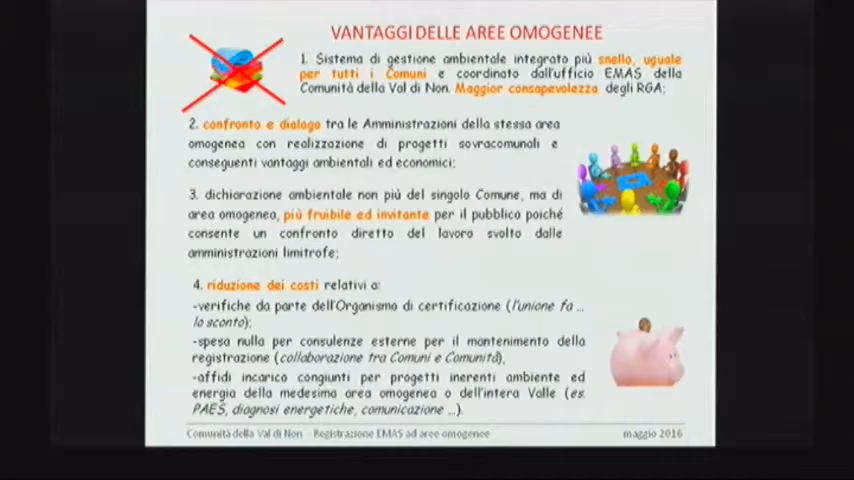 VANTAGGI DELLE AREE OMOGENEE
1. Sistema di gestione ambientale integrato più snello, uguale
per tutti i Comuni e coordinato dall'ufficio EMAS della
Comunità della Val di Non. Maggior consapevolezza degli RGA;
2. confronto e dialogo tra le Amministrazioni della stessa area
omogenea con realizzazione di progetti sovracomunali e
conseguenti vantaggi ambientali ed economici;
3. dichiarazione ambientale non più del singolo Comune, ma di
area omogenea, più fruibile ed invitante per il pubblico poiché
consente un confronto diretto del lavoro svolto dalle
amministrazioni limitrofe;
4. riduzione dei costi relativi a:
-verifiche da parte dell'Organismo di certificazione (l'unione fa ...
lo sconto);
-spesa nulla per consulenze esterne per il mantenimento della
registrazione (collaborazione tra Comuni e Comunità),
-affidi incarico congiunti per progetti inerenti ambiente ed
energia della medesima area omogenea o dell'intera Valle (es.
PAES, diagnosi energetiche, comunicazione ...).
Comunità della Val di Non - Registrazione EMAS ad aree omogenee
maggio 2016